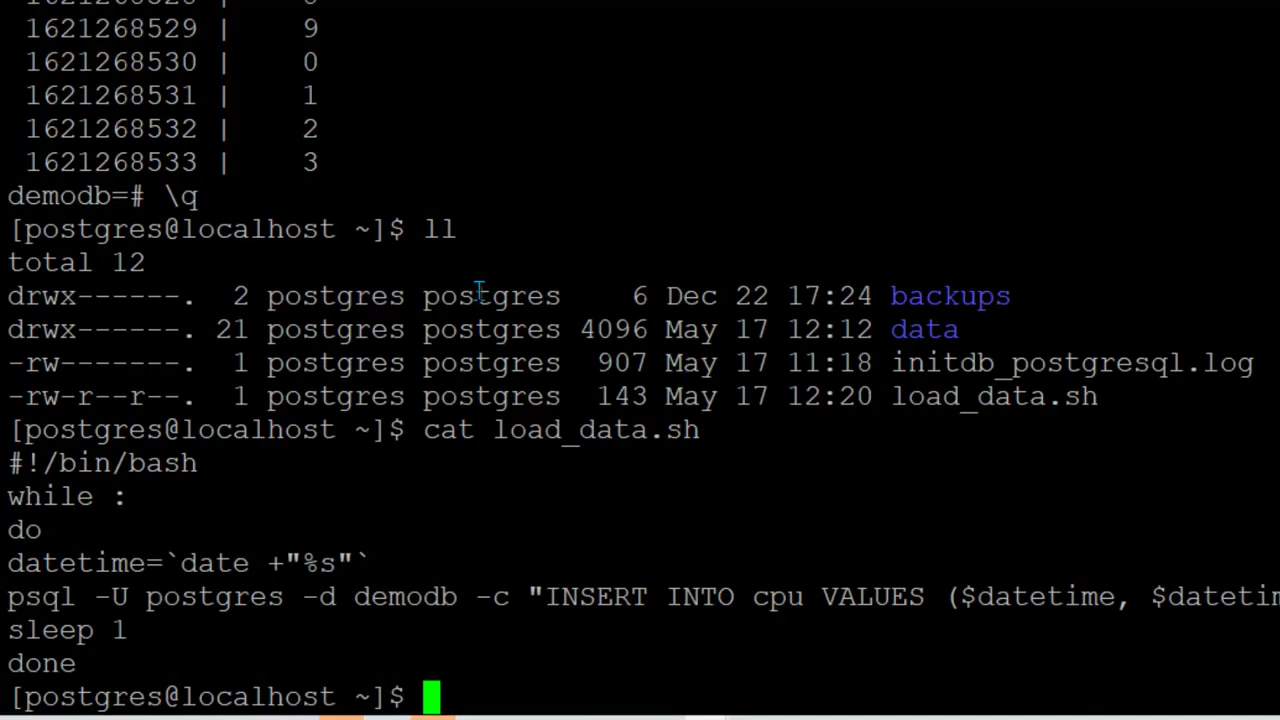 1621268529 |    9
1621268530 |    0
1621268531 |    1
1621268532 |    2
1621268533 |    3
demodb=# \q
[postgres@localhost ~]$ ll
total 12
drwx------.  2 postgres postgres    6 Dec 22 17:24 backups
drwx------. 21 postgres postgres 4096 May 17 12:12 data
-rw-------.  1 postgres postgres  907 May 17 11:18 initdb_postgresql.log
-rw-r--r--.  1 postgres postgres  143 May 17 12:20 load_data.sh
[postgres@localhost ~]$ cat load_data.sh
#!/bin/bash
while :
do
datetime=`date +"%s"`
psql -U postgres -d demodb -c "INSERT INTO cpu VALUES ($datetime,
sleep 1
done
[postgres@localhost ~]$